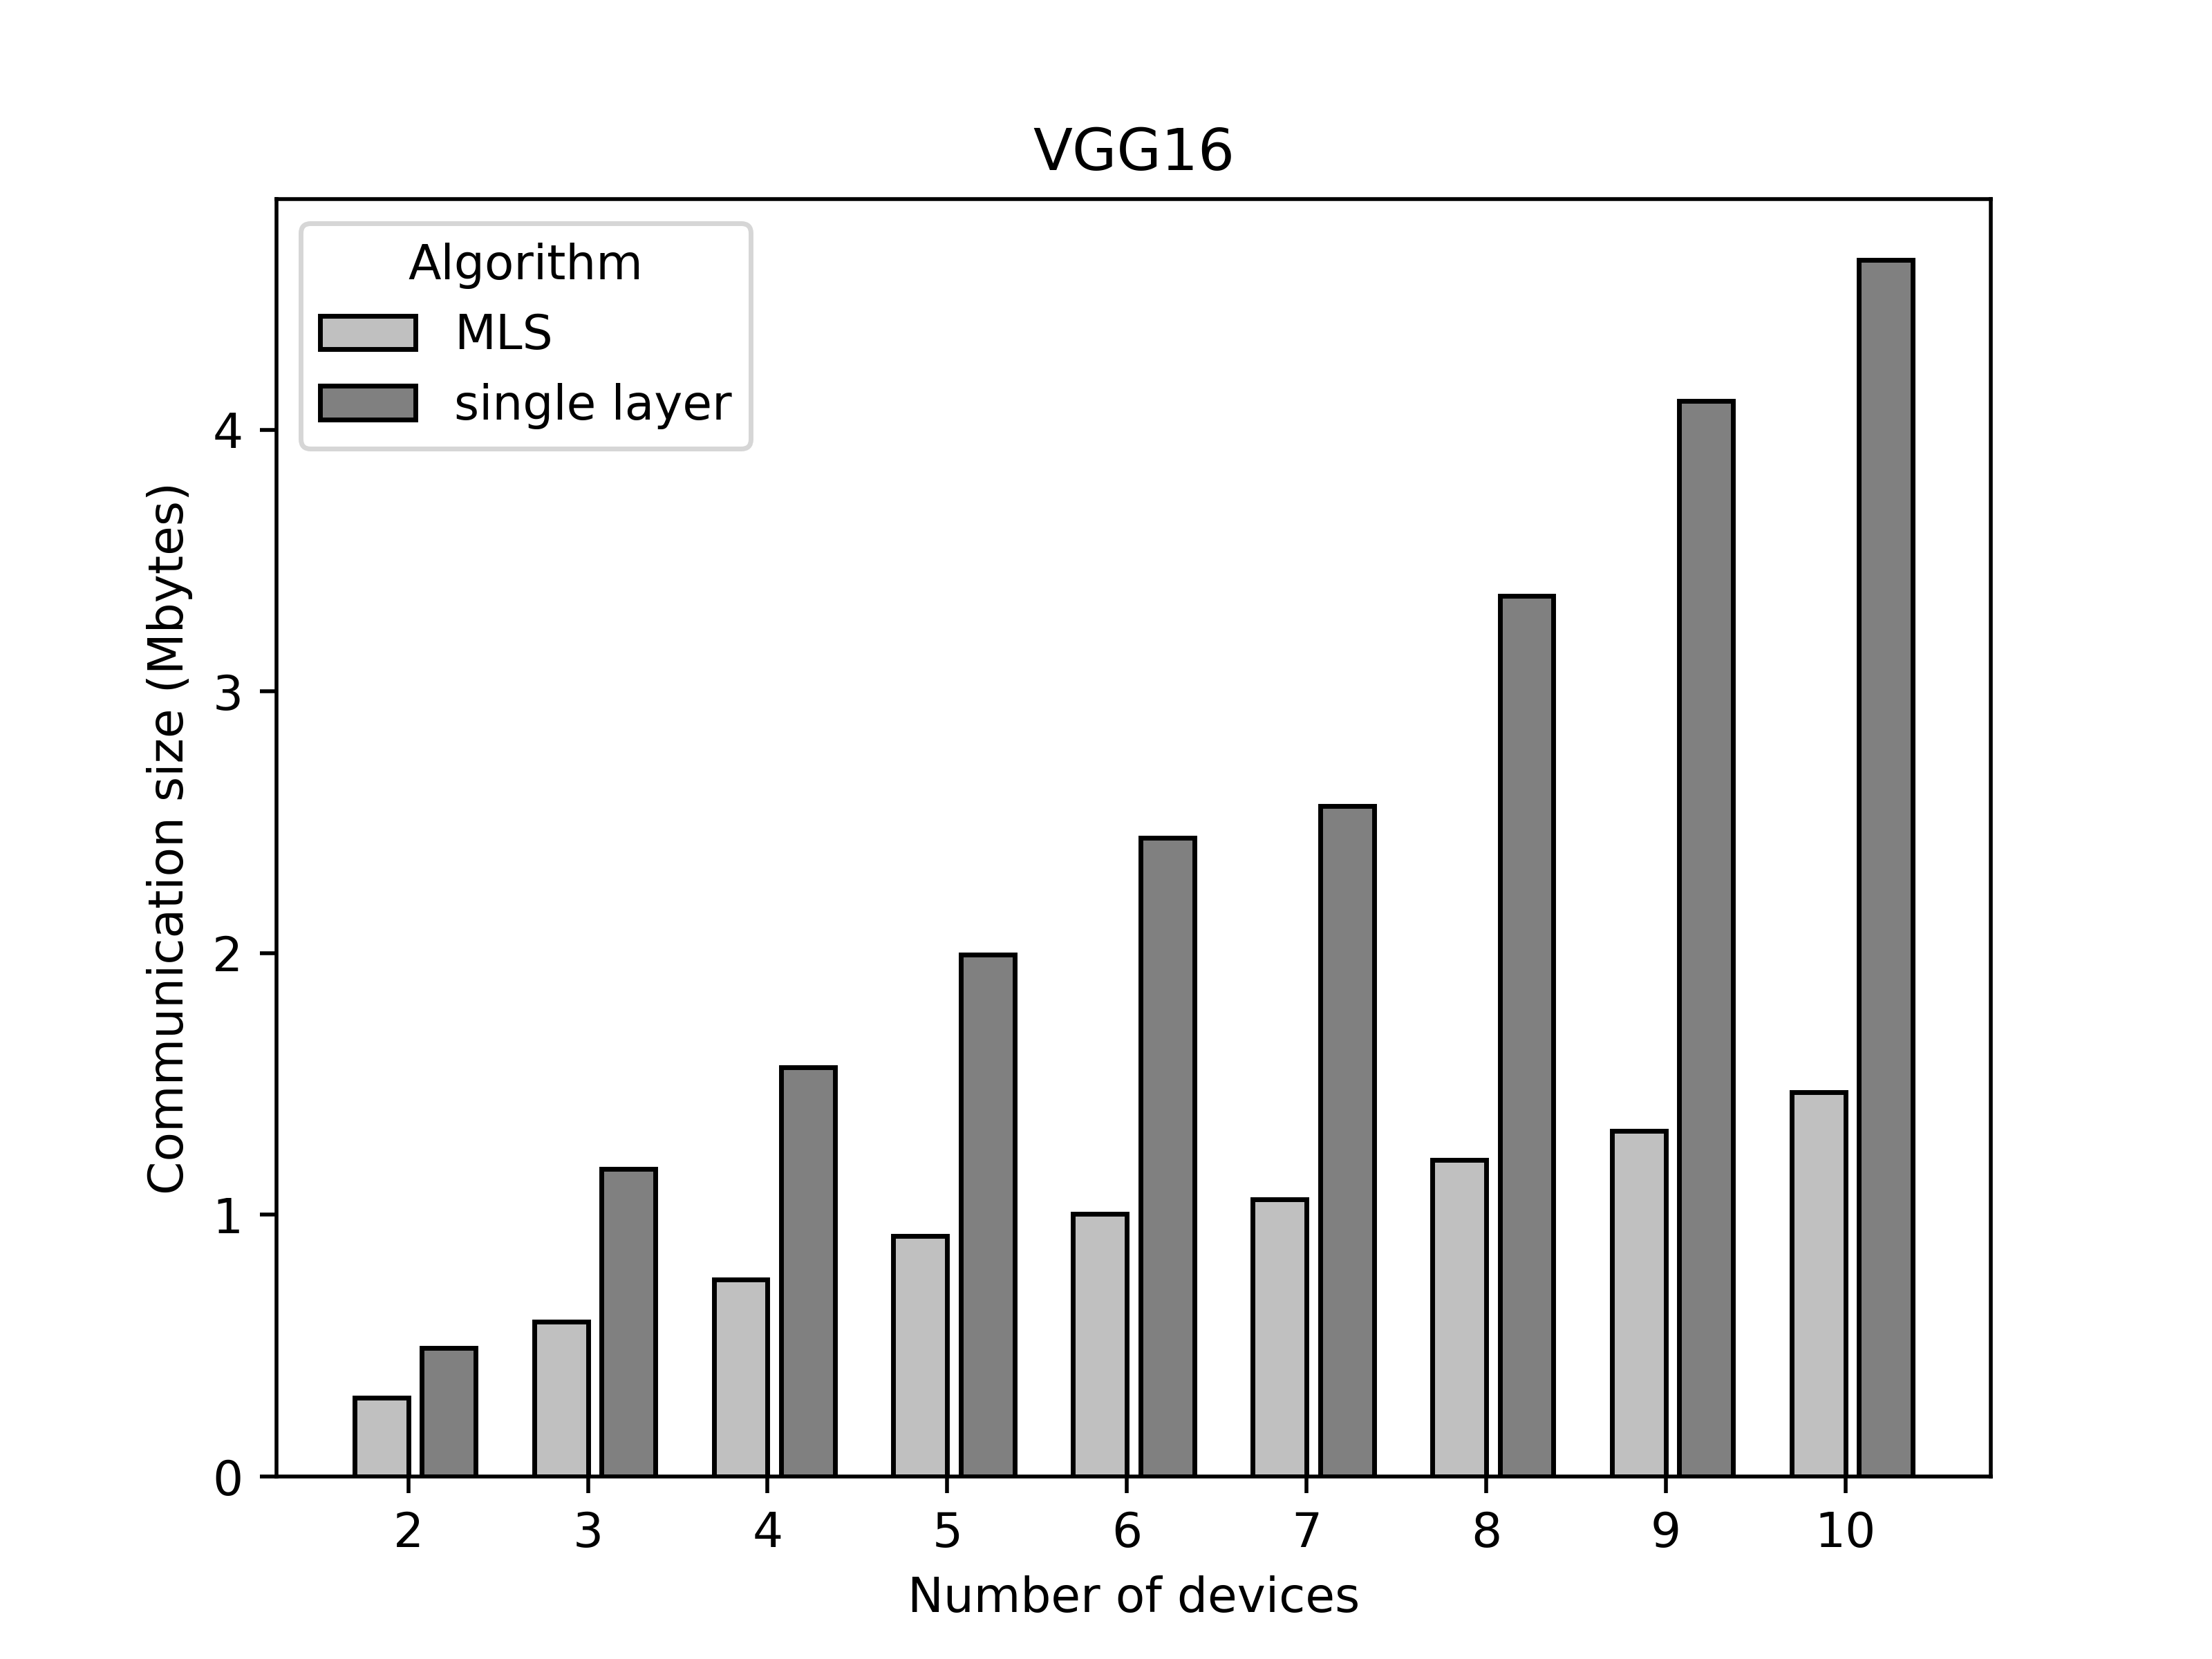 VGG16
Algorithm
MLS
single layer
Communication size (Mbytes)
4
3
2
1
0
2 3 4 5 6 7 8 9 10
Number of devices